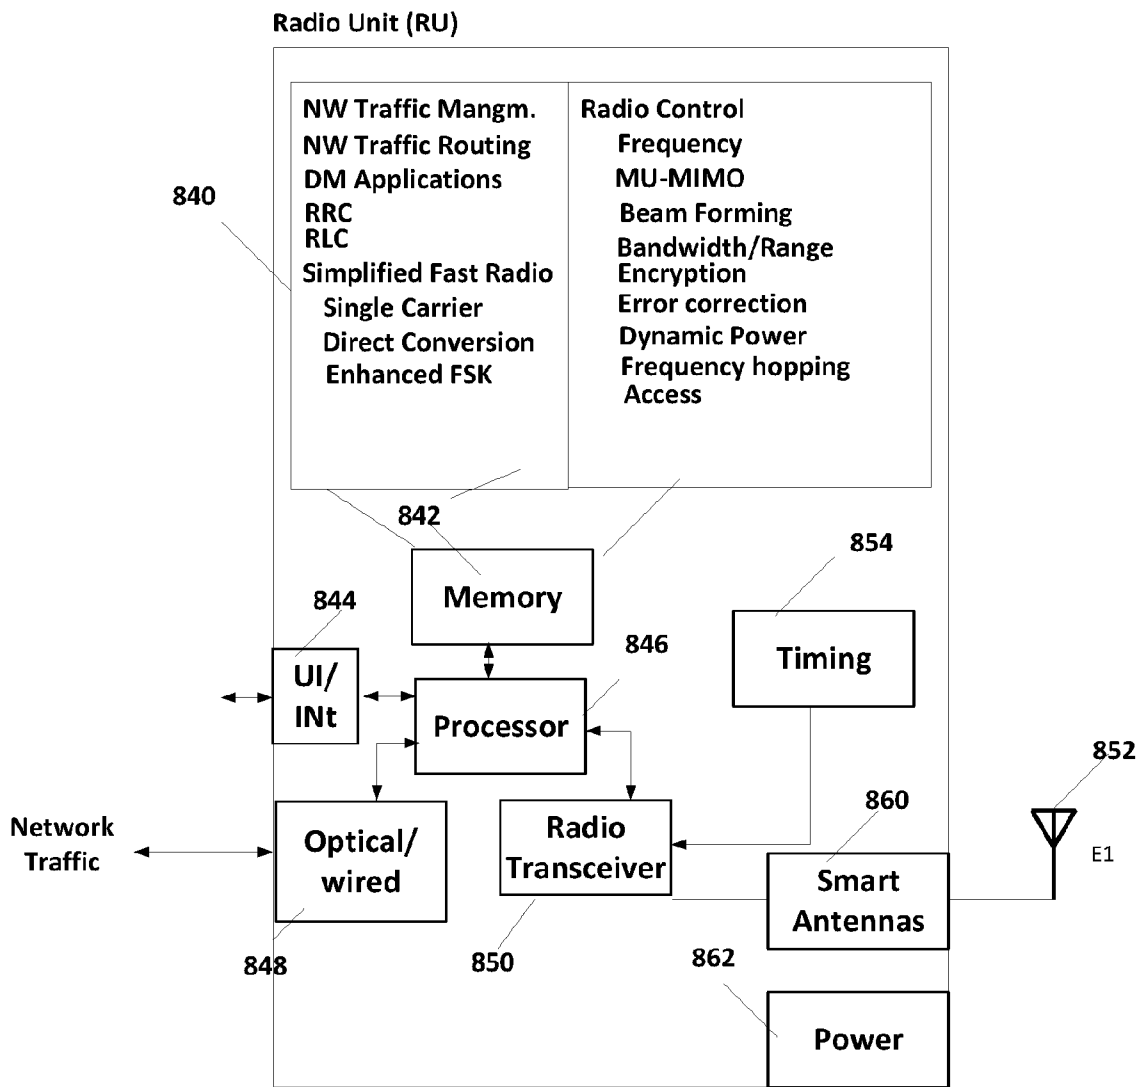 Radio Unit (RU)
NW Traffic Mangm.
NW Traffic Routing
DM Applications
RRC
RLC
Simplified Fast Radio
Single Carrier
Direct Conversion
Enhanced FSK
Radio Control
Frequency
MU-MIMO
Beam Forming
Bandwidth/Range
Encryption
Error correction
Dynamic Power
Frequency hopping
Access
840
842
Memory
854
Timing
844
UI/
INt
846
Processor
852
E1
Network
Traffic
Optical/
wired
848
Radio
Transceiver
850
860
Smart
Antennas
862
Power